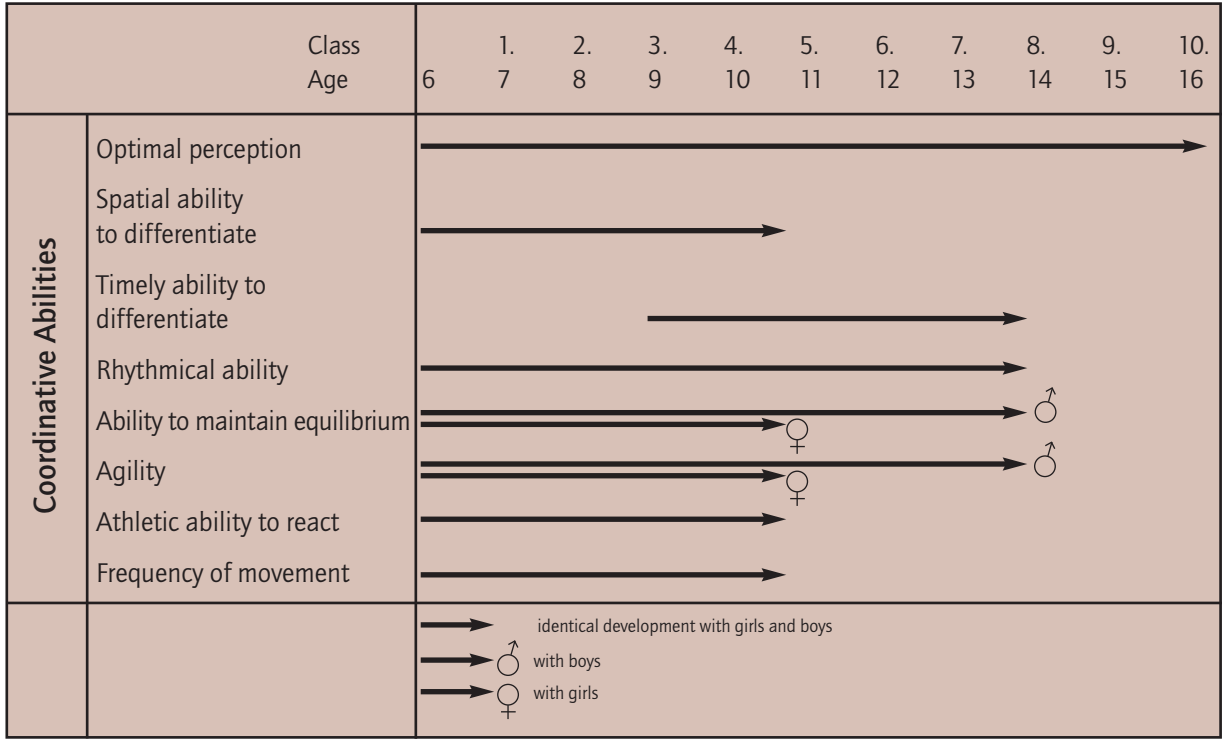 Class 1. 2. 3. 4. 5. 6. 7. 8. 9. 10.
Age 6 7 8 9 10 11 12 13 14 15 16
Coordinative Abilities
Optimal perception
Spatial ability
to differentiate
Timely ability to
differentiate
Rhythmical ability
Ability to maintain equilibrium
Agility
Athletic ability to react
Frequency of movement
identical development with girls and boys
with boys
with girls